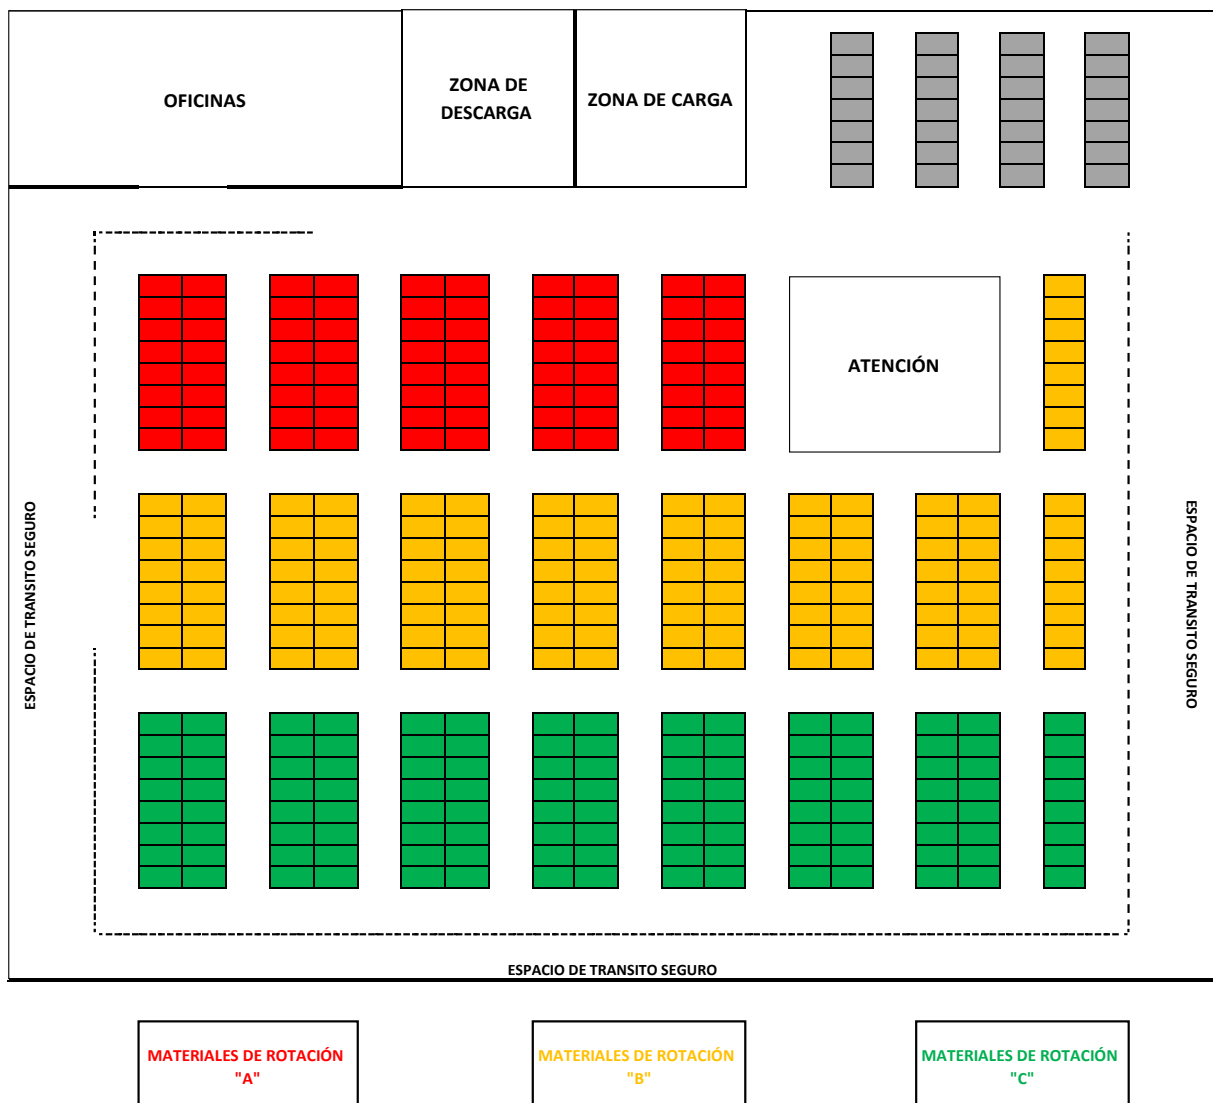 OFICINAS
ZONA DE
DESCARGA
ZONA DE CARGA
ATENCIÓN
ESPACIO DE TRANSITO SEGURO
ESPACIO DE TRANSITO SEGURO
ESPACIO DE TRANSITO SEGURO
MATERIALES DE ROTACIÓN
"A"
MATERIALES DE ROTACIÓN
"B"
MATERIALES DE ROTACIÓN
"C"